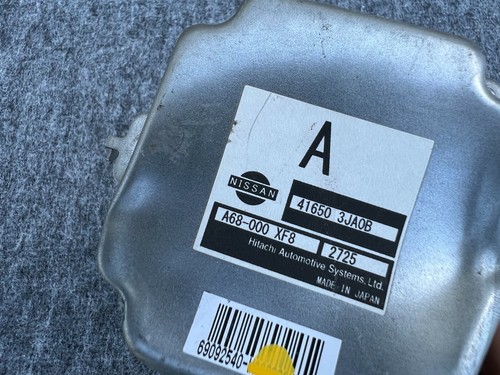 A
NISSAN
41650 3JA0B
A68-000 XF8 2725
Hitachi Automotive Systems, Ltd.
MADE IN JAPAN
69092540-